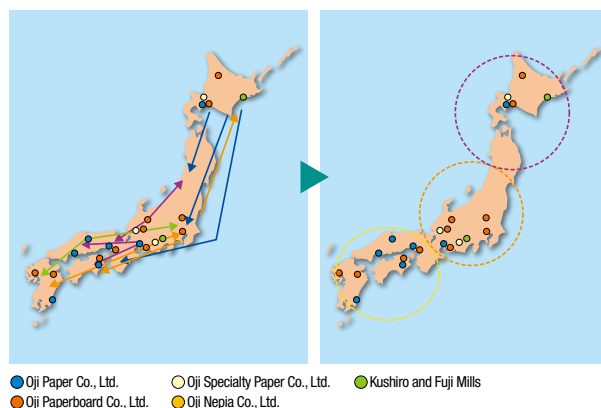 Oji Paper Co., Ltd. Oji Specialty Paper Co., Ltd. Kushiro and Fuji Mills
Oji Paperboard Co., Ltd. Oji Nepia Co., Ltd.